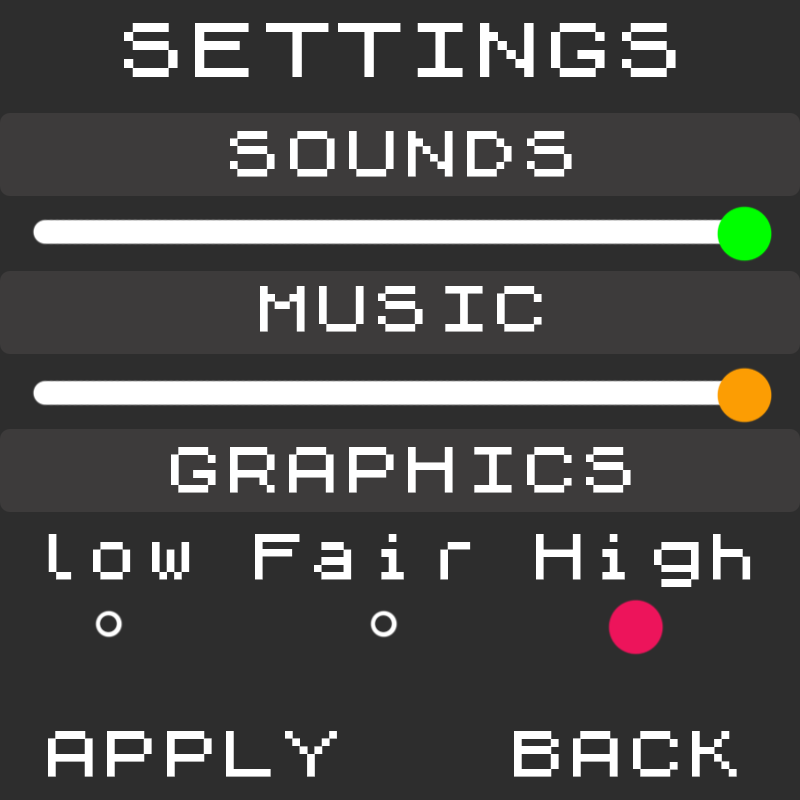 SETTINGS
SOUNDS
MUSIC
GRAPHICS
low Fair High
APPLY BACK